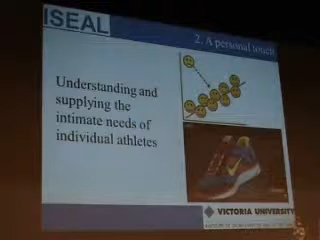 ISEAL
2. A personal touch
Understanding and
supplying the
intimate needs of
individual athletes
VICTORIA UNIVERSITY